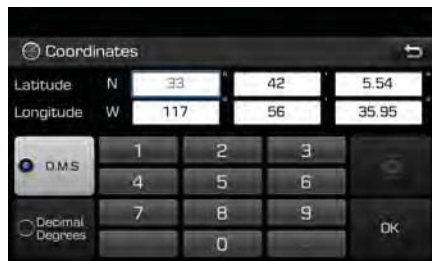 Coordinates
Latitude N 33 ° 42 ' 5.54 "
Longitude W 117 ° 56 ' 35.95 "
D.M.S
1 2 3
4 5 6
Decimal Degrees
7 8 9
0
OK